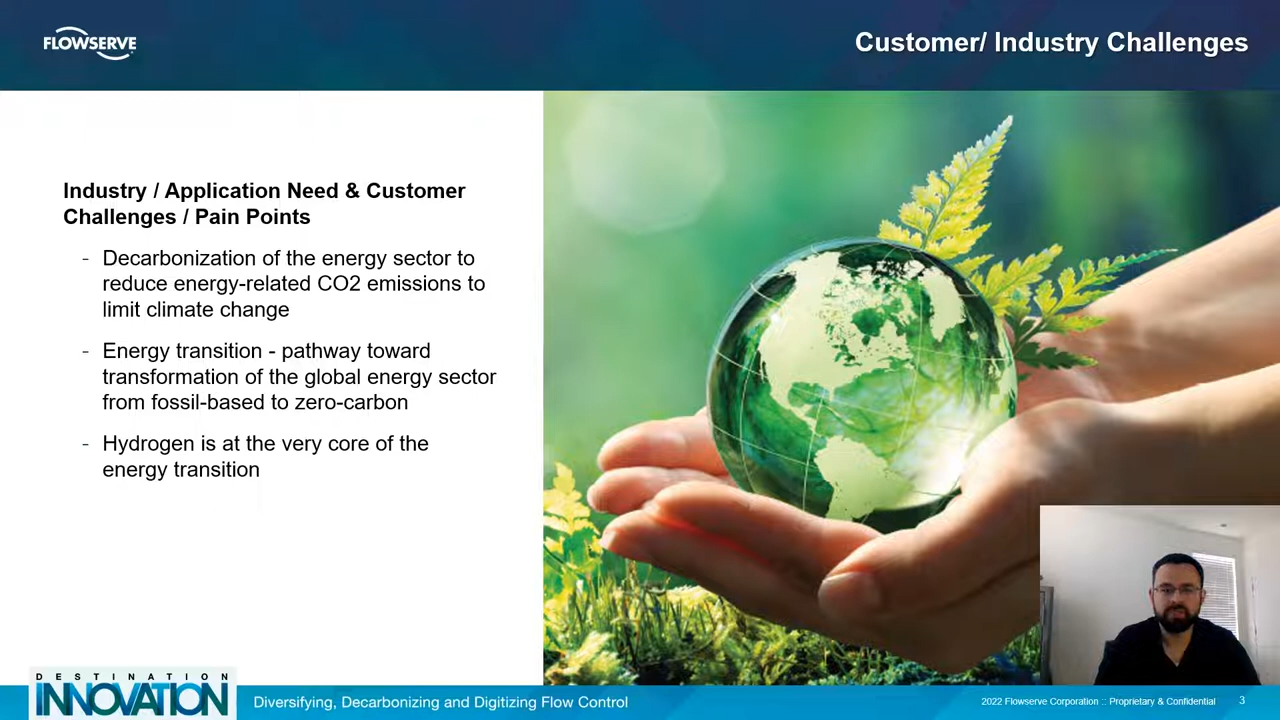 FLOWSERVE
Customer/ Industry Challenges
Industry / Application Need & Customer
Challenges / Pain Points
- Decarbonization of the energy sector to
reduce energy-related CO2 emissions to
limit climate change
- Energy transition - pathway toward
transformation of the global energy sector
from fossil-based to zero-carbon
- Hydrogen is at the very core of the
energy transition
DESTINATION
INNOVATION
Diversifying, Decarbonizing and Digitizing Flow Control
2022 Flowserve Corporation :: Proprietary & Confidential
3